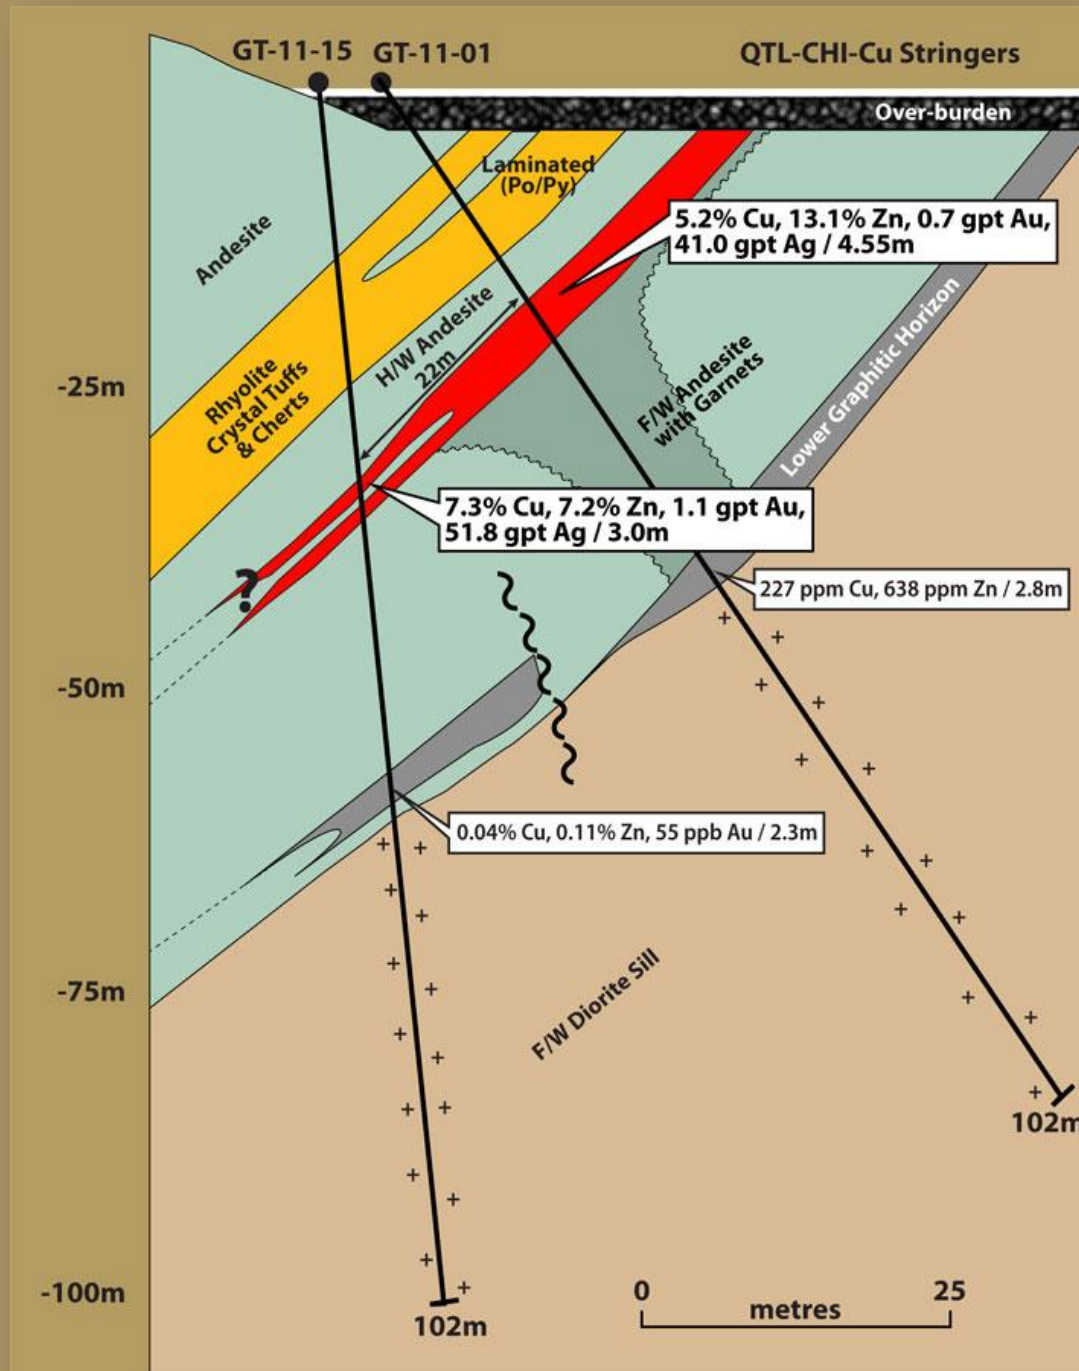 GT-11-15
GT-11-01
QTL-CHI-Cu Stringers
Over-burden
Laminated
(Po/Py)
Andesite
5.2% Cu, 13.1% Zn, 0.7 gpt Au,
41.0 gpt Ag / 4.55m
H/W Andesite
22m
-25m
Rhyolite
Crystal Tuffs
& Cherts
F/W Andesite
with Garnets
Lower Graphitic Horizon
7.3% Cu, 7.2% Zn, 1.1 gpt Au,
51.8 gpt Ag / 3.0m
?
227 ppm Cu, 638 ppm Zn / 2.8m
-50m
0.04% Cu, 0.11% Zn, 55 ppb Au / 2.3m
-75m
F/W Diorite Sill
102m
-100m
0 25
metres
102m